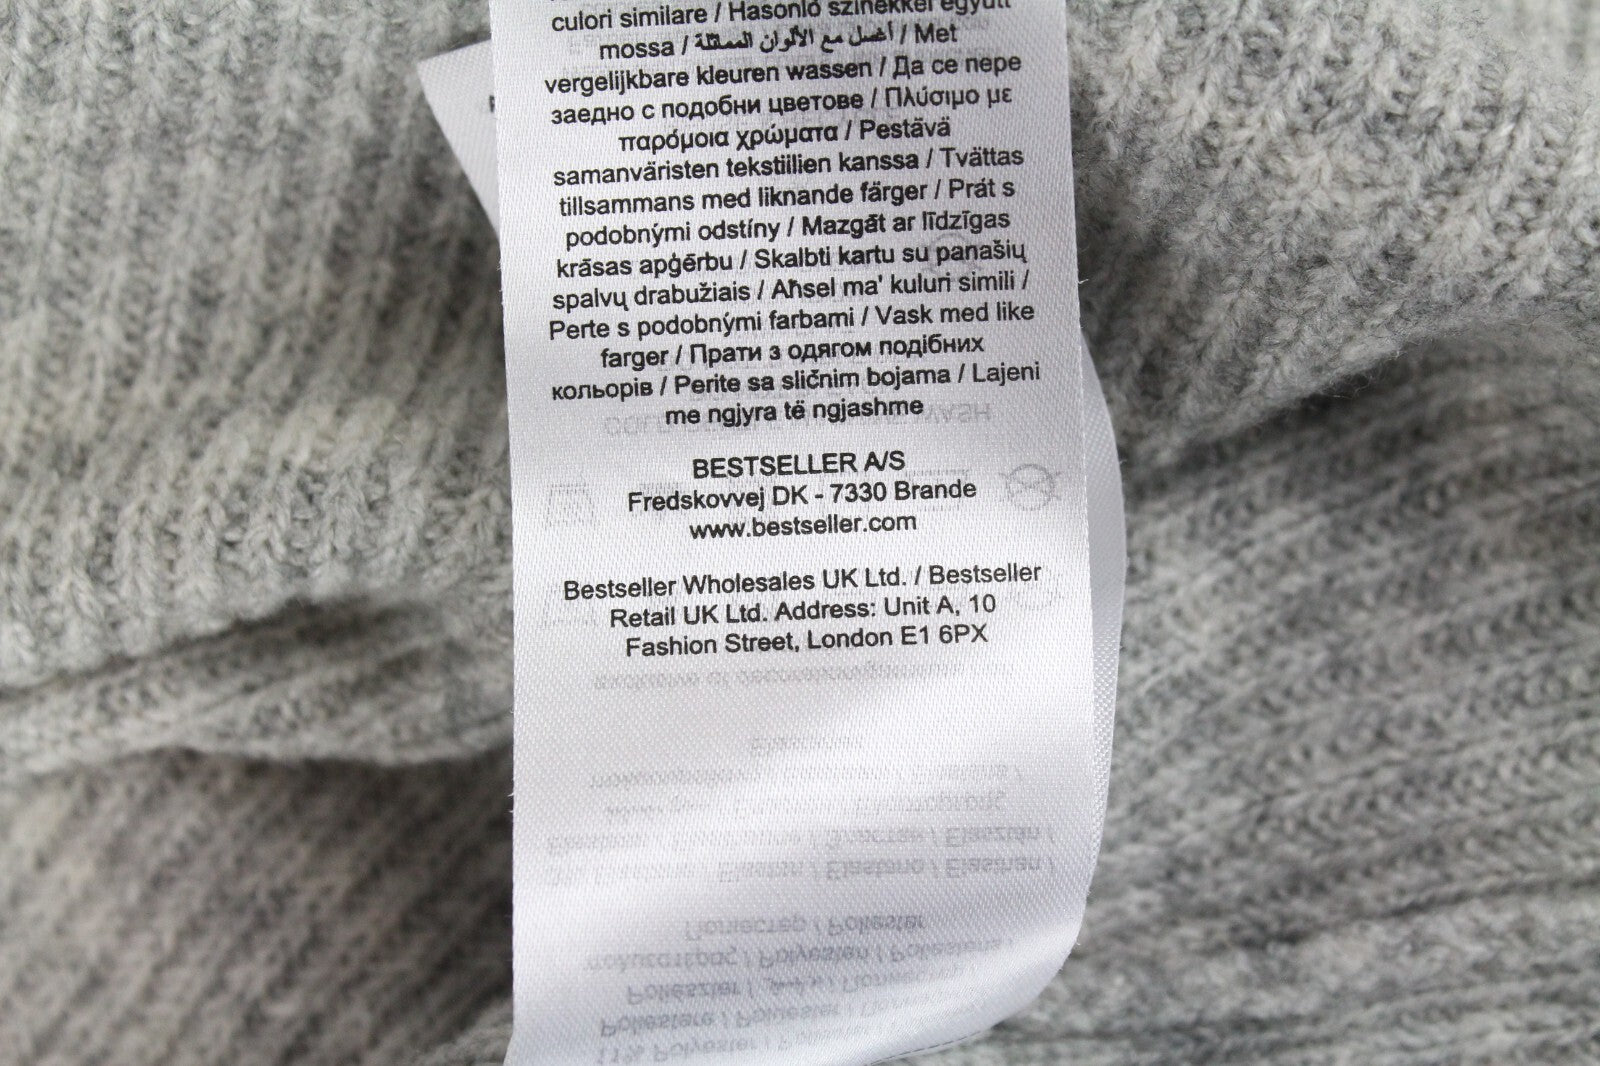 culori similare / Hasonló színekkel együtt
mossa / أغسل مع الألوان المماثلة / Met
vergelijkbare kleuren wassen / Да се пере
заедно с подобни цветове / Πλύσιμο με
παρόμοια χρώματα / Pestävä
samanväristen tekstiilien kanssa / Tvättas
tillsammans med liknande färger / Prát s
podobnými odstíny / Mazgāt ar līdzīgas
krāsas apģērbu / Skalbti kartu su panašių
spalvų drabužiais / Aħsel ma' kuluri simili /
Perte s podobnými farbami / Vask med like
farger / Прати з одягом подібних
кольорів / Perite sa sličnim bojama / Lajeni
me ngjyra të ngjashme
BESTSELLER A/S
Fredskovvej DK - 7330 Brande
www.bestseller.com
Bestseller Wholesales UK Ltd. / Bestseller
Retail UK Ltd. Address: Unit A, 10
Fashion Street, London E1 6PX